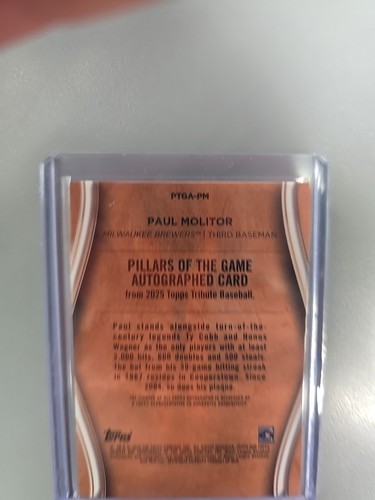 PTGA-PM
PAUL MOLITOR
MILWAUKEE BREWERS™ | THIRD BASEMAN
PILLARS OF THE GAME
AUTOGRAPHED CARD
from 2025 Topps Tribute Baseball.
Paul stands alongside turn-of-the-
century legends Ty Cobb and Honus
Wagner as the only players with at least
3,000 hits, 600 doubles and 500 steals.
The bat from his 39-game hitting streak
in 1987 resides in Cooperstown. Since
2004, so does his plaque.
Topps